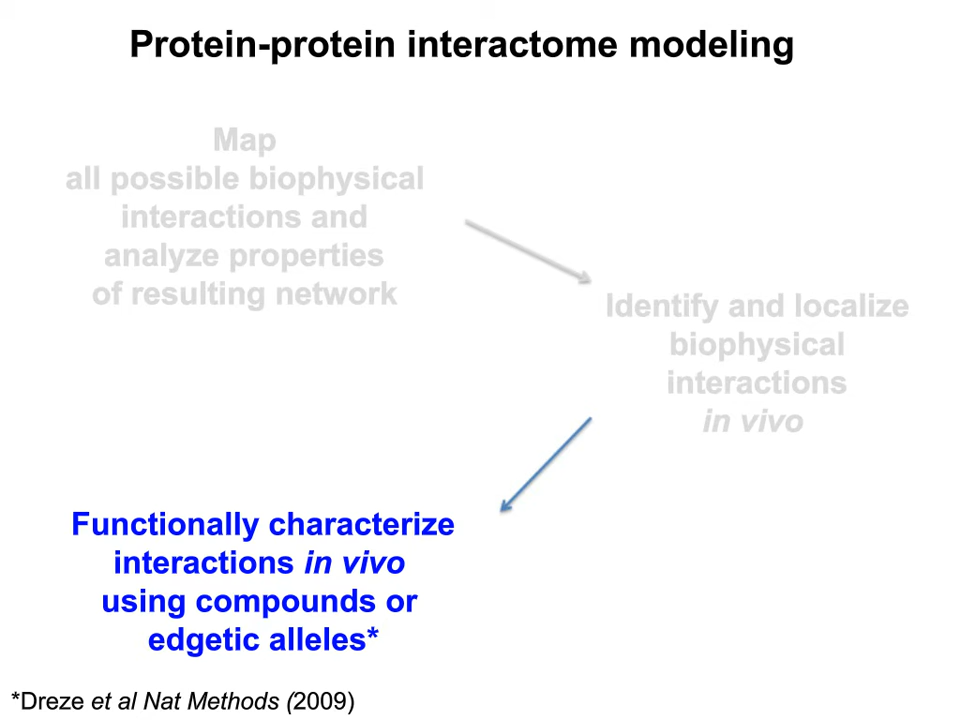 Protein-protein interactome modeling
Map
all possible biophysical
interactions and
analyze properties
of resulting network
Identify and localize
biophysical
interactions
in vivo
Functionally characterize
interactions in vivo
using compounds or
edgetic alleles*
*Dreze et al Nat Methods (2009)